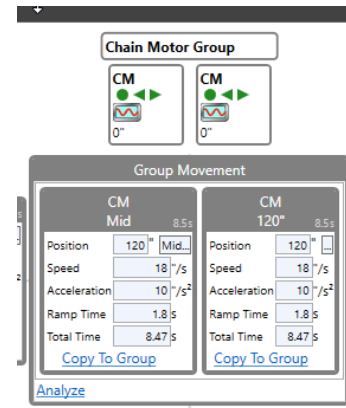 Chain Motor Group
CM CM
0" 0"
Group Movement
CM CM
Mid 8.5s 120" 8.5s
Position 120 " Mid... Position 120 " ...
Speed 18 "/s Speed 18 "/s
Acceleration 10 "/s² Acceleration 10 "/s²
Ramp Time 1.8 s Ramp Time 1.8 s
Total Time 8.47 s Total Time 8.47 s
Copy To Group Copy To Group
Analyze